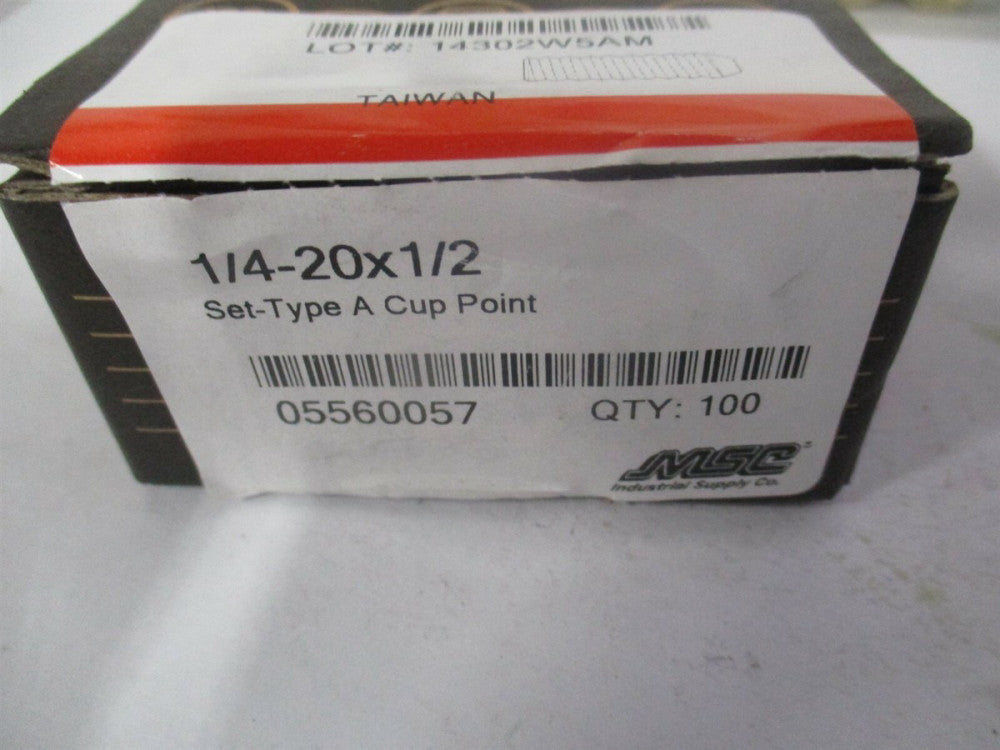 LOT#: 14302W5AM
TAIWAN
1/4-20x1/2
Set-Type A Cup Point
05560057 QTY: 100
MSC
Industrial Supply Co.